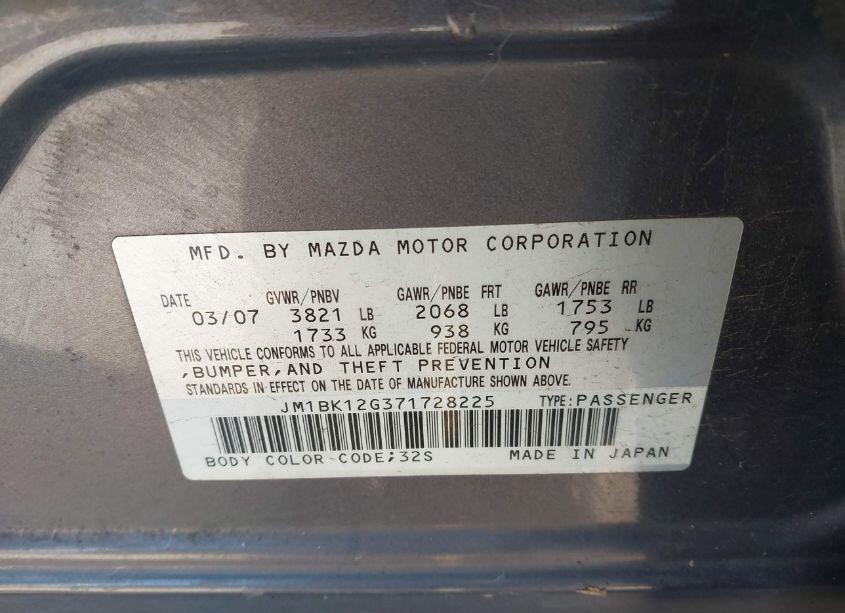 MFD. BY MAZDA MOTOR CORPORATION
DATE GVWR/PNBV GAWR/PNBE FRT GAWR/PNBE RR
03/07 3821 LB 2068 LB 1753 LB
1733 KG 938 KG 795 KG
THIS VEHICLE CONFORMS TO ALL APPLICABLE FEDERAL MOTOR VEHICLE SAFETY
,BUMPER,AND THEFT PREVENTION
STANDARDS IN EFFECT ON THE DATE OF MANUFACTURE SHOWN ABOVE.
JM1BK12G371728225 TYPE:PASSENGER
BODY COLOR CODE;32S MADE IN JAPAN